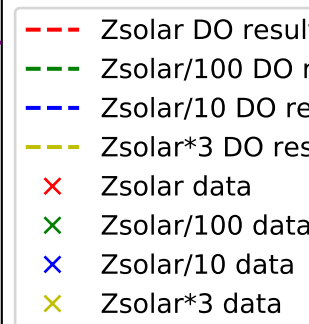 Zsolar DO resul
Zsolar/100 DO
Zsolar/10 DO re
Zsolar*3 DO res
Zsolar data
Zsolar/100 data
Zsolar/10 data
Zsolar*3 data